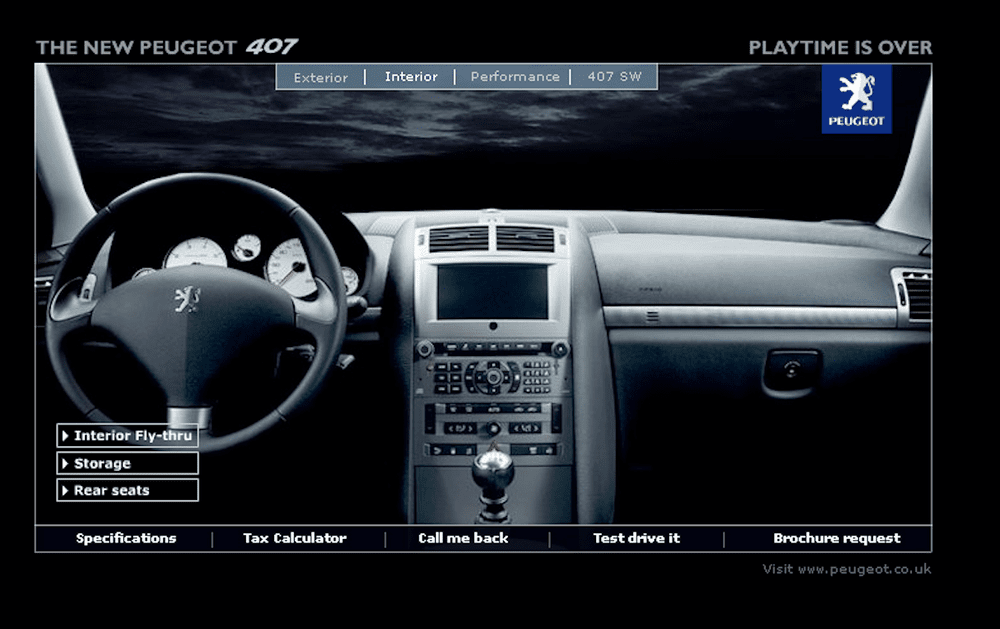 THE NEW PEUGEOT 407
PLAYTIME IS OVER
Exterior | Interior | Performance | 407 SW
PEUGEOT
Interior Fly-thru
Storage
Rear seats
Specifications | Tax Calculator | Call me back | Test drive it | Brochure request
Visit www.peugeot.co.uk